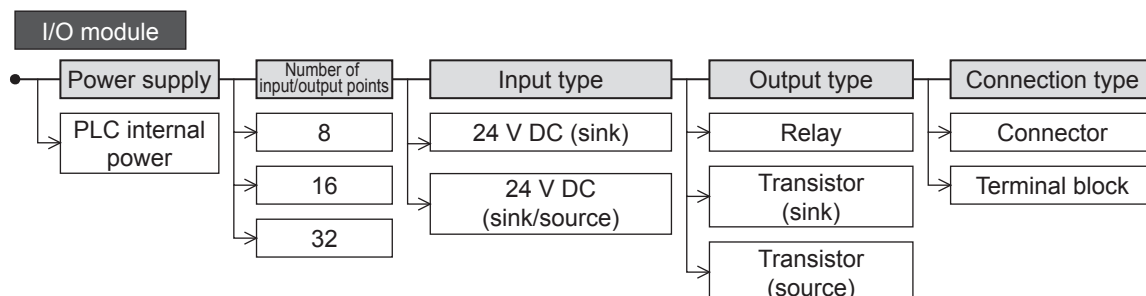 I/O module
Power supply
PLC internal
power
Number of
input/output points
8
16
32
Input type
24 V DC (sink)
24 V DC
(sink/source)
Output type
Relay
Transistor
(sink)
Transistor
(source)
Connection type
Connector
Terminal block